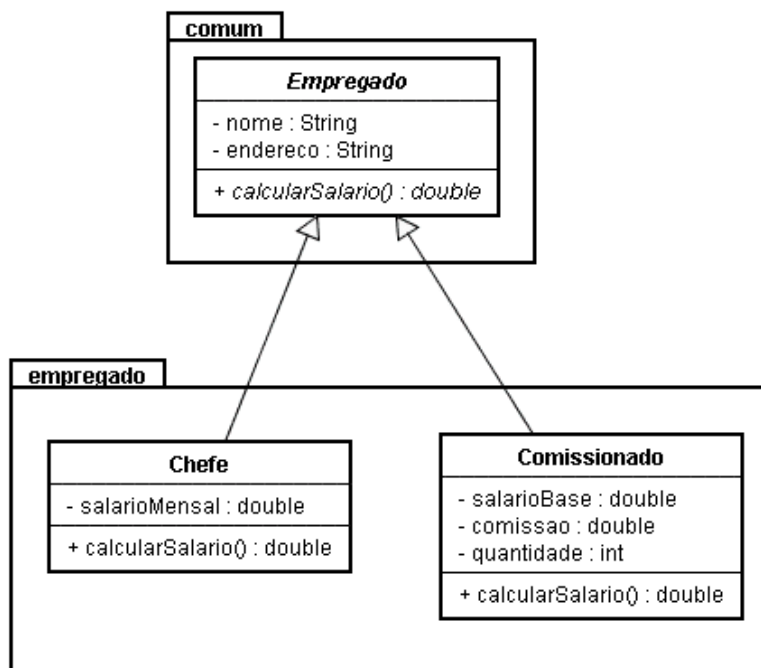 comum
Empregado
- nome : String
- endereco : String
+ calcularSalario() : double
empregado
Chefe
- salarioMensal : double
+ calcularSalario() : double
Comissionado
- salarioBase : double
- comissao : double
- quantidade : int
+ calcularSalario() : double